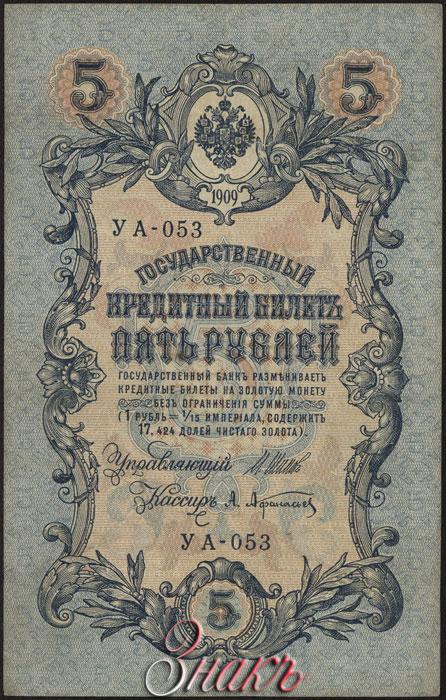 5 5
1909
УА-053
ГОСУДАРСТВЕННЫЙ
КРЕДИТНЫЙ БИЛЕТЪ
ПЯТЬ РУБЛЕЙ
ГОСУДАРСТВЕННЫЙ БАНКЪ РАЗМѢНИВАЕТЪ
КРЕДИТНЫЕ БИЛЕТЫ НА ЗОЛОТУЮ МОНЕТУ
БЕЗЪ ОГРАНИЧЕНІЯ СУММЫ
(1 РУБЛЬ = 1/15 ИМПЕРІАЛА, СОДЕРЖИТЪ
17,424 ДОЛЕЙ ЧИСТАГО ЗОЛОТА).
Управляющій И. Шипов
Кассиръ А. Афанасьев
УА-053
5
Знакъ